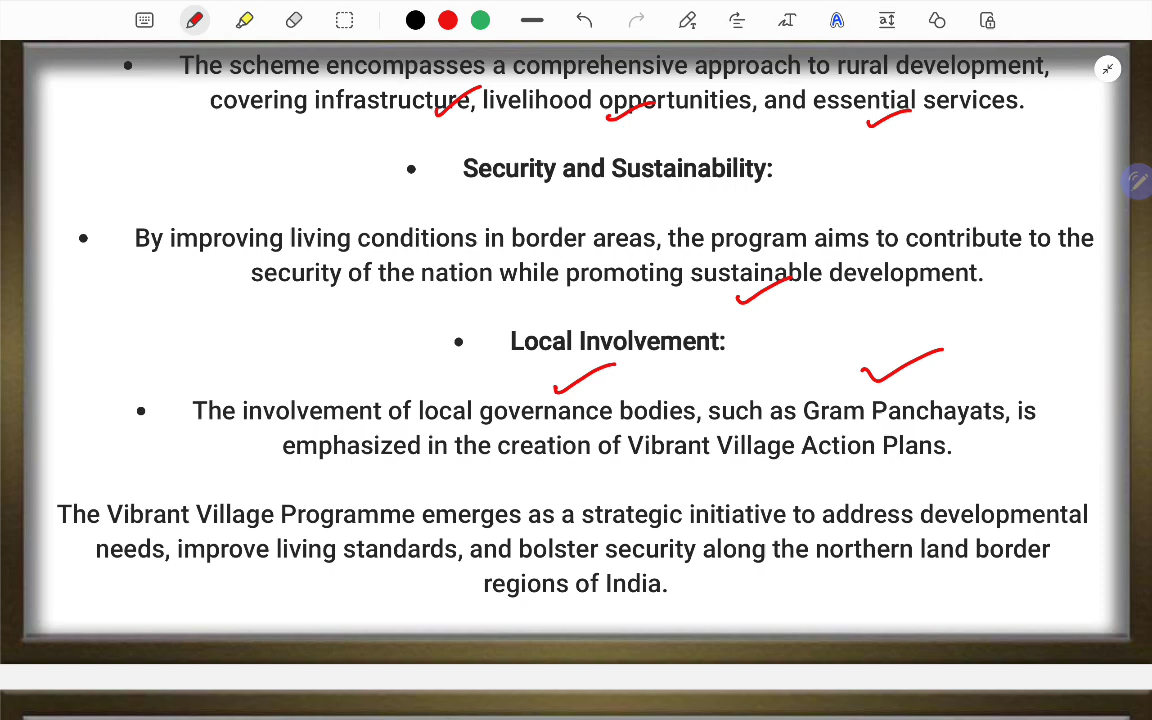 • The scheme encompasses a comprehensive approach to rural development,
covering infrastructure, livelihood opportunities, and essential services.
• Security and Sustainability:
• By improving living conditions in border areas, the program aims to contribute to the
security of the nation while promoting sustainable development.
• Local Involvement:
• The involvement of local governance bodies, such as Gram Panchayats, is
emphasized in the creation of Vibrant Village Action Plans.
The Vibrant Village Programme emerges as a strategic initiative to address developmental
needs, improve living standards, and bolster security along the northern land border
regions of India.